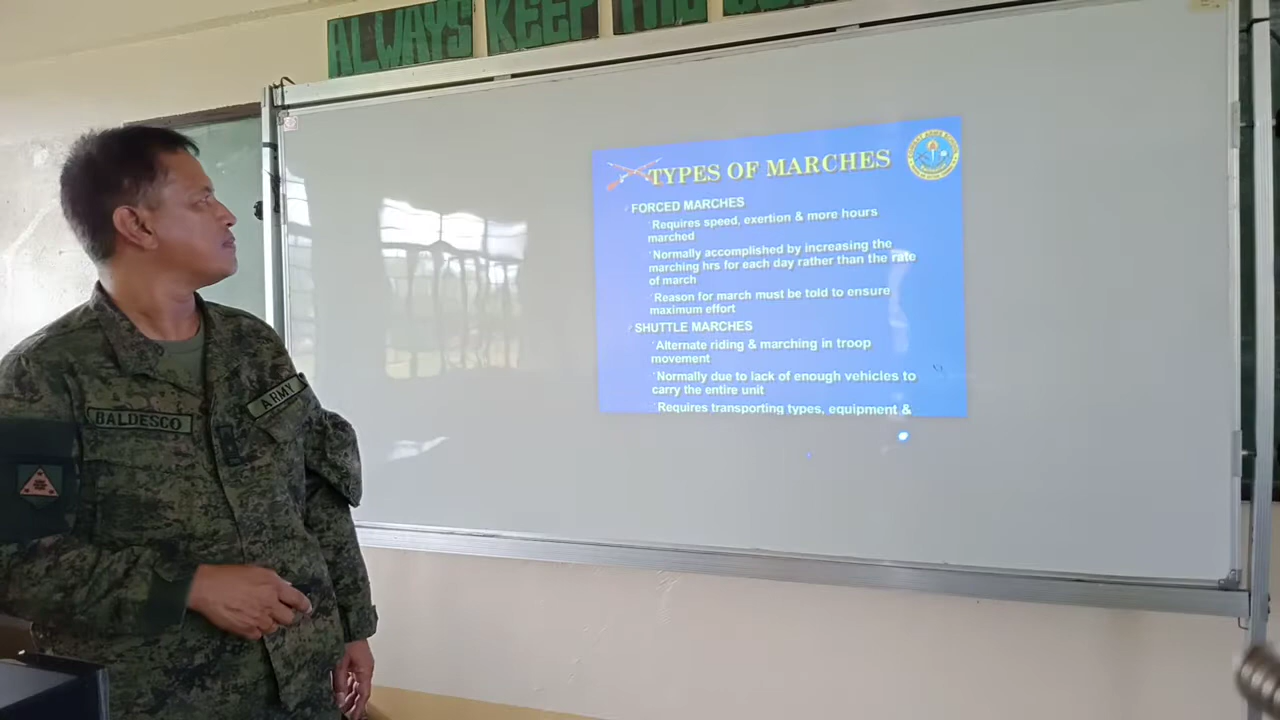 ALWAYS KEEP THE
TYPES OF MARCHES
FORCED MARCHES
Requires speed, exertion & more hours
marched
Normally accomplished by increasing the
marching hrs for each day rather than the rate
of march
Reason for march must be told to ensure
maximum effort
SHUTTLE MARCHES
Alternate riding & marching in troop
movement
Normally due to lack of enough vehicles to
carry the entire unit
Requires transporting types, equipment &
BALDESCO
ARMY